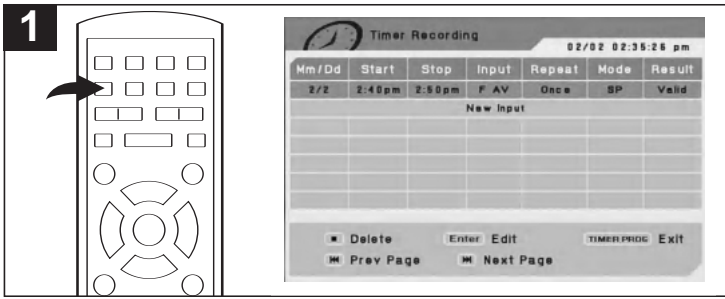 1
Timer Recording
02/02 02:35:26 pm
Mm/Dd Start Stop Input Repeat Mode Result
2/2 2:40pm 2:50pm F AV Once SP Valid
New Input
Delete Enter Edit TIMER PROG Exit
Prev Page Next Page